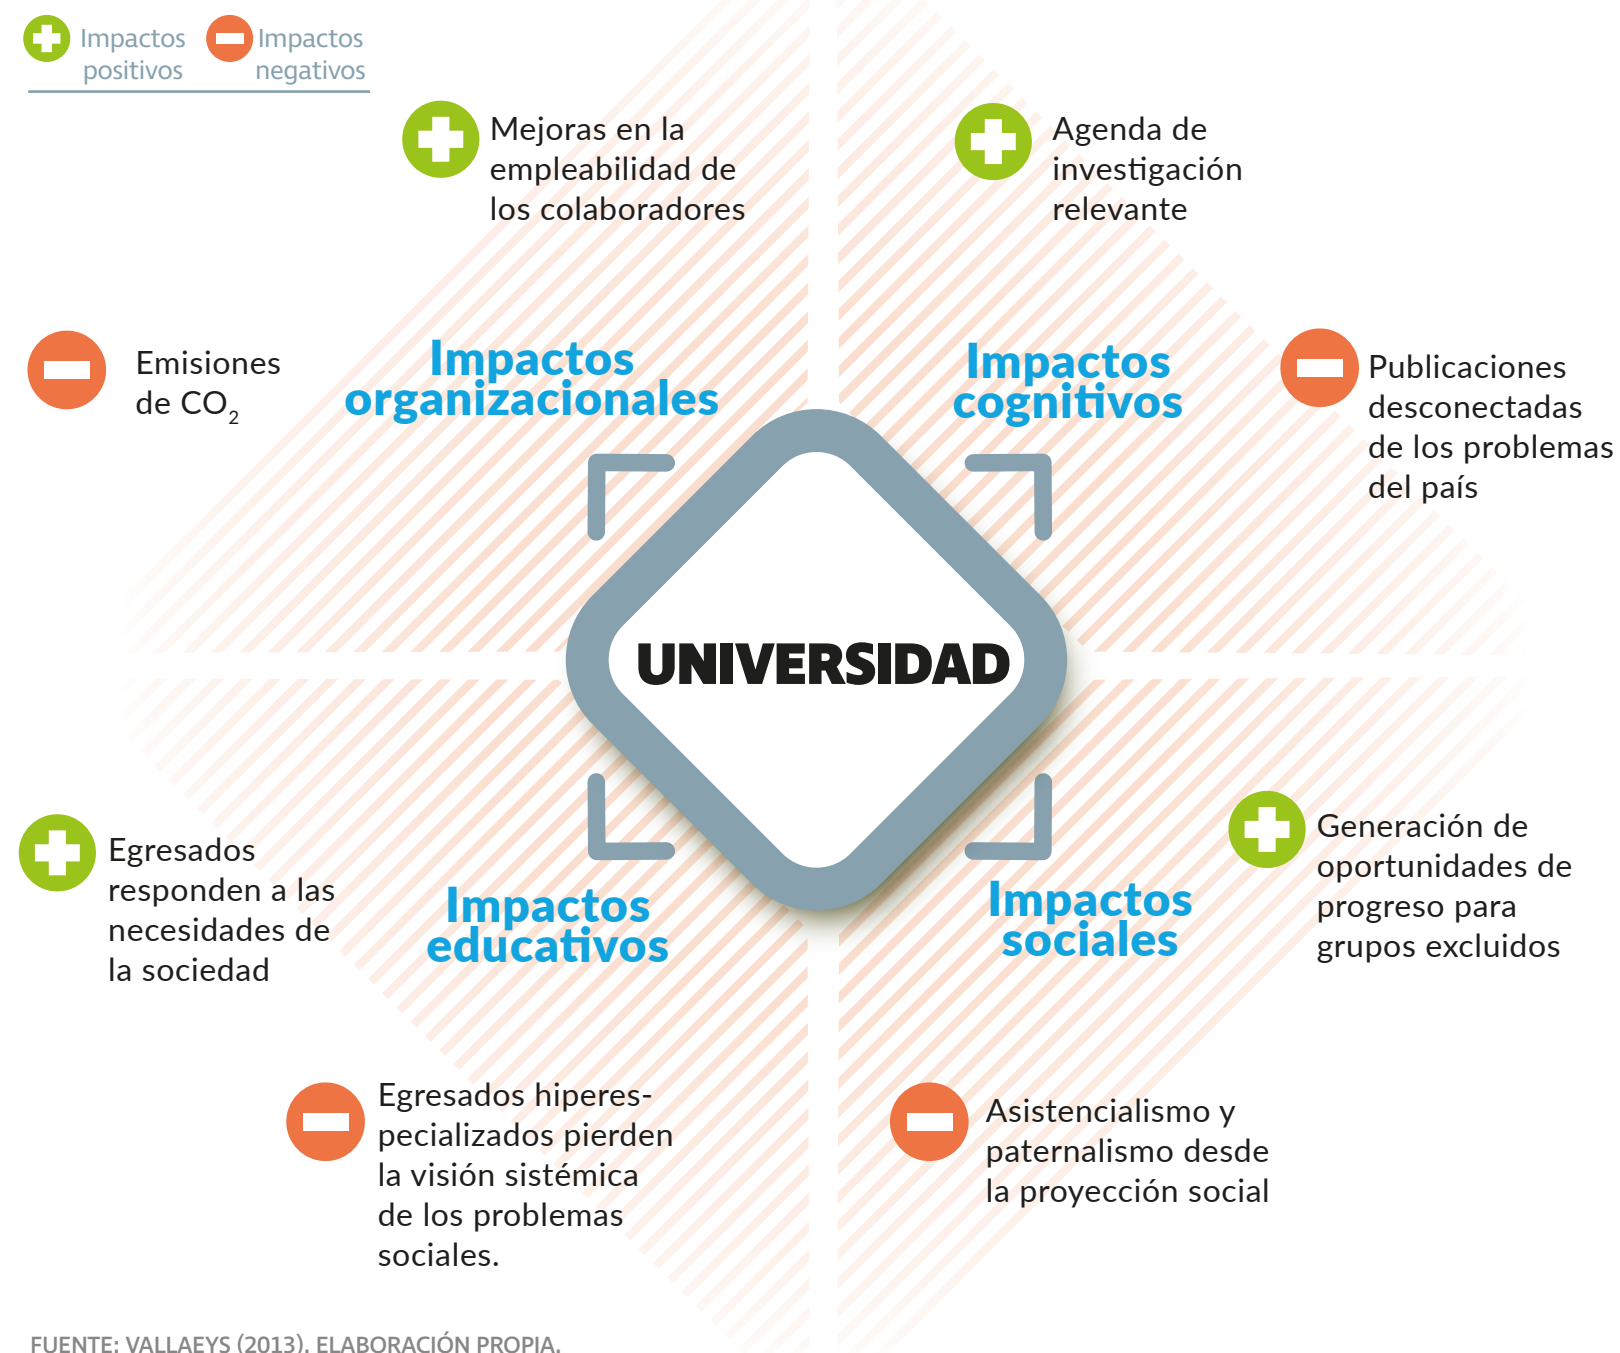 Impactos
positivos
Impactos
negativos
Mejoras en la
empleabilidad de
los colaboradores
Agenda de
investigación
relevante
Emisiones
de CO₂
Impactos
organizacionales
Impactos
cognitivos
Publicaciones
desconectadas
de los problemas
del país
UNIVERSIDAD
Egresados
responden a las
necesidades de
la sociedad
Impactos
educativos
Impactos
sociales
Generación de
oportunidades de
progreso para
grupos excluidos
Egresados hiperes-
pecializados pierden
la visión sistémica
de los problemas
sociales.
Asistencialismo y
paternalismo desde
la proyección social
FUENTE: VALLAEYS (2013). ELABORACIÓN PROPIA.